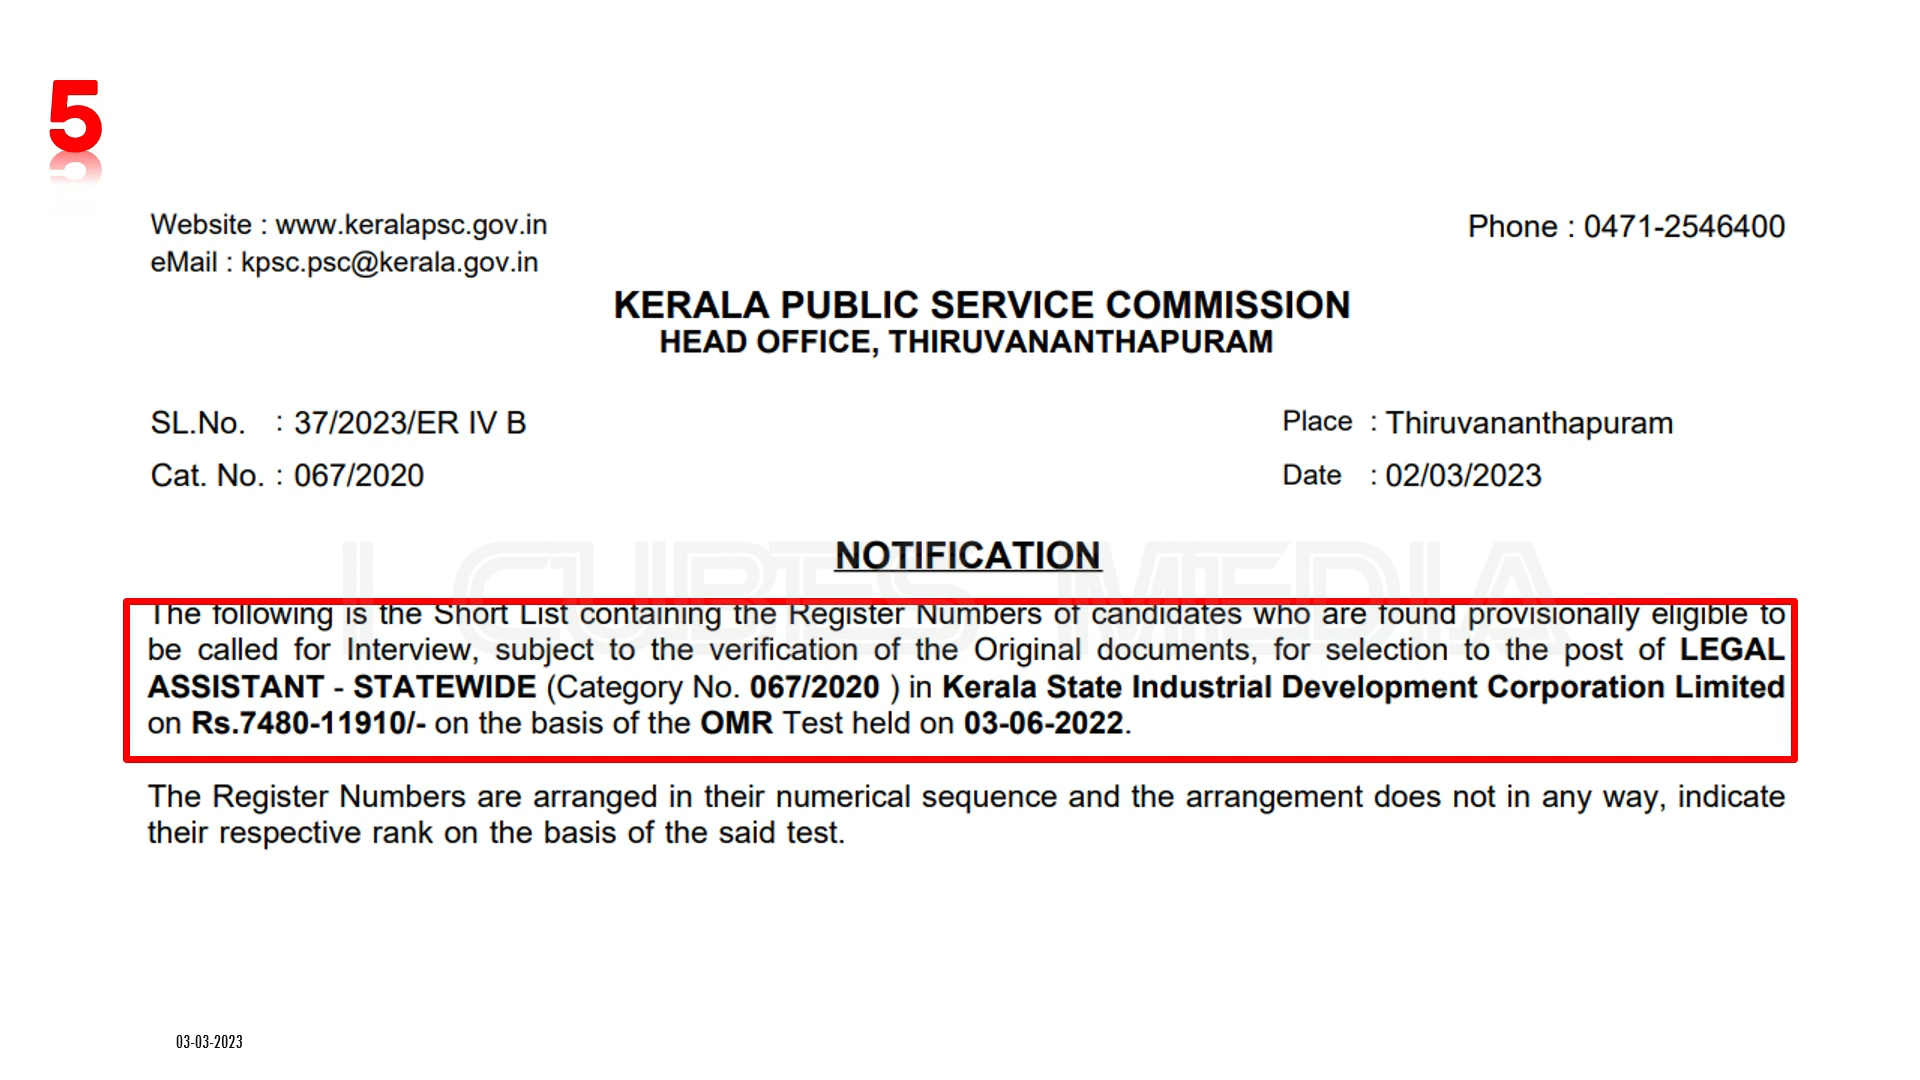 5
Website : www.keralapsc.gov.in
Phone : 0471-2546400
eMail : kpsc.psc@kerala.gov.in
KERALA PUBLIC SERVICE COMMISSION
HEAD OFFICE, THIRUVANANTHAPURAM
SL.No. : 37/2023/ER IV B
Place : Thiruvananthapuram
Cat. No. : 067/2020
Date : 02/03/2023
NOTIFICATION
I CUBES MEDIA
The following is the Short List containing the Register Numbers of candidates who are found provisionally eligible to
be called for Interview, subject to the verification of the Original documents, for selection to the post of LEGAL
ASSISTANT - STATEWIDE (Category No. 067/2020 ) in Kerala State Industrial Development Corporation Limited
on Rs.7480-11910/- on the basis of the OMR Test held on 03-06-2022.
The Register Numbers are arranged in their numerical sequence and the arrangement does not in any way, indicate
their respective rank on the basis of the said test.
03-03-2023